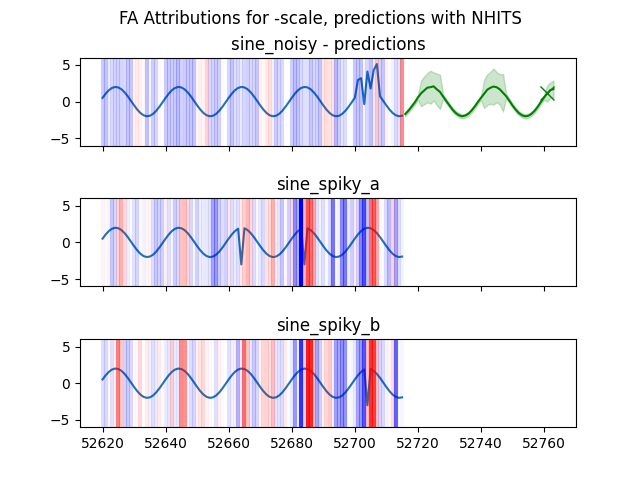 FA Attributions for -scale, predictions with NHITS
sine_noisy - predictions
5
0
−5
sine_spiky_a
5
0
−5
sine_spiky_b
5
0
−5
52620 52640 52660 52680 52700 52720 52740 52760